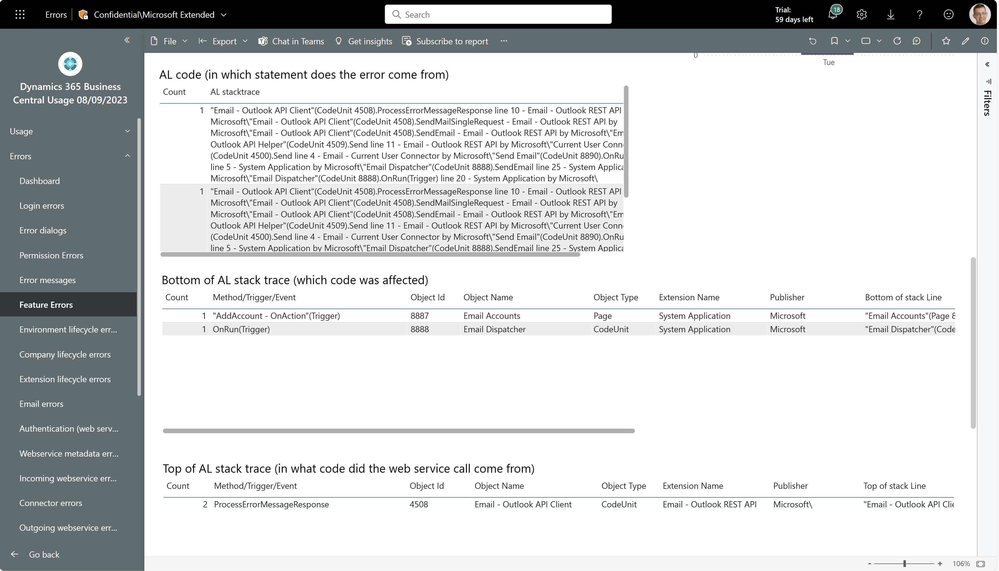 Errors
Confidential\Microsoft Extended
Search
Trial:
59 days left
18
File
Export
Chat in Teams
Get insights
Subscribe to report
Dynamics 365 Business
Central Usage 08/09/2023
Usage
Errors
Dashboard
Login errors
Error dialogs
Permission Errors
Error messages
Feature Errors
Environment lifecycle err...
Company lifecycle errors
Extension lifecycle errors
Email errors
Authentication (web serv...
Webservice metadata err...
Incoming webservice err...
Connector errors
Outgoing webservice err...
Go back
0
Tue
Filters
AL code (in which statement does the error come from)
Count AL stacktrace
1 "Email - Outlook API Client"(CodeUnit 4508).ProcessErrorMessageResponse line 10 - Email - Outlook REST API
Microsoft\"Email - Outlook API Client"(CodeUnit 4508).SendMailSingleRequest - Email - Outlook REST API by
Microsoft\"Email - Outlook API Client"(CodeUnit 4508).SendEmail - Email - Outlook REST API by Microsoft\"Em
Outlook API Helper"(CodeUnit 4509).Send line 11 - Email - Outlook REST API by Microsoft\"Current User Conn
(CodeUnit 4500).Send line 4 - Email - Current User Connector by Microsoft\"Send Email"(CodeUnit 8890).OnRu
line 5 - System Application by Microsoft\"Email Dispatcher"(CodeUnit 8888).SendEmail line 25 - System Applica
Microsoft\"Email Dispatcher"(CodeUnit 8888).OnRun(Trigger) line 20 - System Application by Microsoft\
1 "Email - Outlook API Client"(CodeUnit 4508).ProcessErrorMessageResponse line 10 - Email - Outlook REST API
Microsoft\"Email - Outlook API Client"(CodeUnit 4508).SendMailSingleRequest - Email - Outlook REST API by
Microsoft\"Email - Outlook API Client"(CodeUnit 4508).SendEmail - Email - Outlook REST API by Microsoft\"Em
Outlook API Helper"(CodeUnit 4509).Send line 11 - Email - Outlook REST API by Microsoft\"Current User Conn
(CodeUnit 4500).Send line 4 - Email - Current User Connector by Microsoft\"Send Email"(CodeUnit 8890).OnRu
line 5 - System Application by Microsoft\"Email Dispatcher"(CodeUnit 8888).SendEmail line 25 - System Applica
Bottom of AL stack trace (which code was affected)
Count Method/Trigger/Event Object Id Object Name Object Type Extension Name Publisher Bottom of stack Line
1 "AddAccount - OnAction"(Trigger) 8887 Email Accounts Page System Application Microsoft "Email Accounts"(Page 8
1 OnRun(Trigger) 8888 Email Dispatcher CodeUnit System Application Microsoft "Email Dispatcher"(Code
Top of AL stack trace (in what code did the web service call come from)
Count Method/Trigger/Event Object Id Object Name Object Type Extension Name Publisher Top of stack Line
2 ProcessErrorMessageResponse 4508 Email - Outlook API Client CodeUnit Email - Outlook REST API Microsoft\ "Email - Outlook API Clie
- + 106%